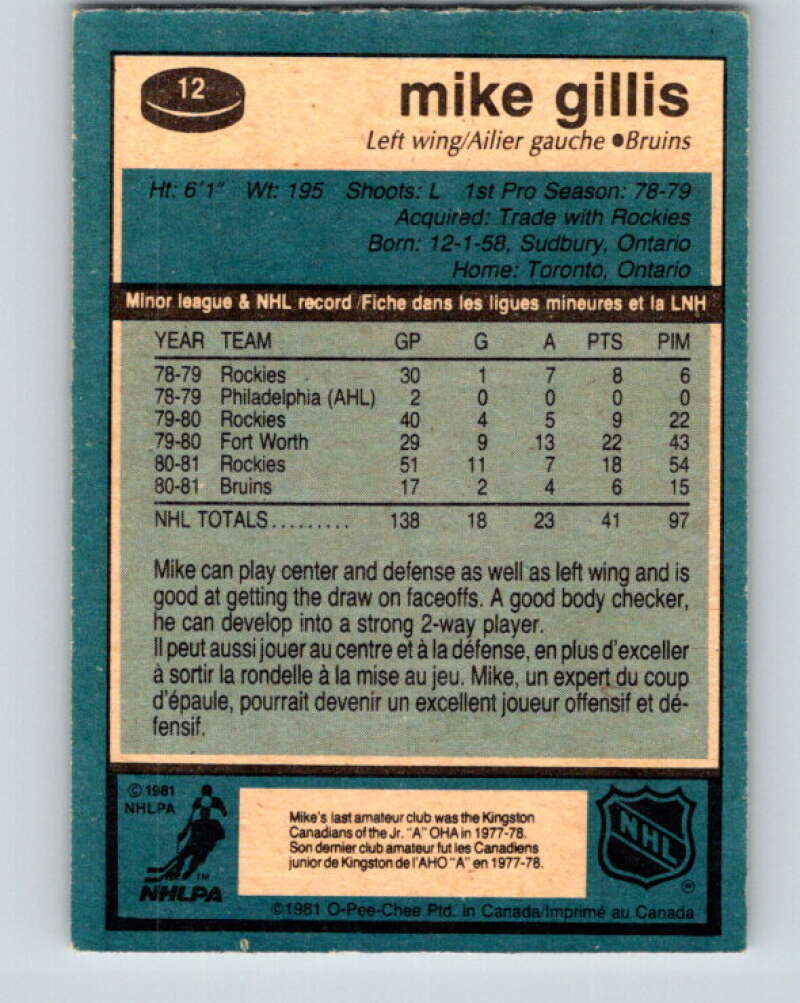 12
mike gillis
Left wing/Ailier gauche ●Bruins
Ht: 6'1" Wt: 195 Shoots: L 1st Pro Season: 78-79
Acquired: Trade with Rockies
Born: 12-1-58, Sudbury, Ontario
Home: Toronto, Ontario
Minor league & NHL record/Fiche dans les ligues mineures et la LNH
YEAR TEAM GP G A PTS PIM
78-79 Rockies 30 1 7 8 6
78-79 Philadelphia (AHL) 2 0 0 0 0
79-80 Rockies 40 4 5 9 22
79-80 Fort Worth 29 9 13 22 43
80-81 Rockies 51 11 7 18 54
80-81 Bruins 17 2 4 6 15
NHL TOTALS......... 138 18 23 41 97
Mike can play center and defense as well as left wing and is
good at getting the draw on faceoffs. A good body checker,
he can develop into a strong 2-way player.
Il peut aussi jouer au centre et à la défense, en plus d'exceller
à sortir la rondelle à la mise au jeu. Mike, un expert du coup
d'épaule, pourrait devenir un excellent joueur offensif et dé-
fensif.
© 1981
NHLPA
TM
NHLPA
Mike's last amateur club was the Kingston
Canadians of the Jr. "A" OHA in 1977-78.
Son dernier club amateur fut les Canadiens
junior de Kingston de l'AHO "A" en 1977-78.
NHL
®
©1981 O-Pee-Chee Ptd. in Canada/Imprimé au Canada